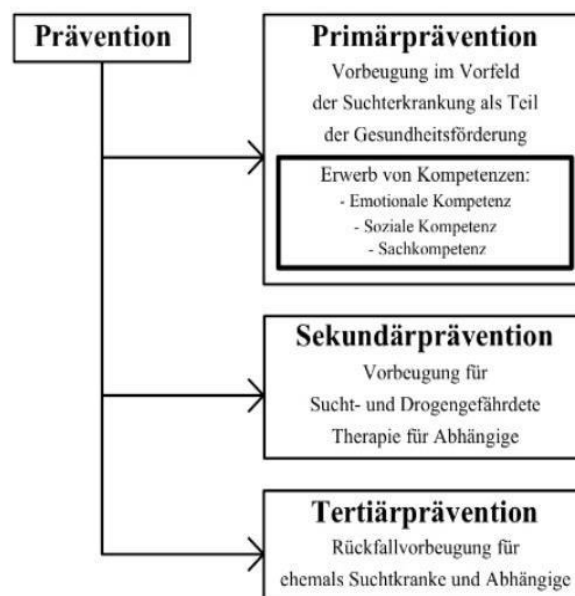 Prävention
Primärprävention
Vorbeugung im Vorfeld
der Suchterkrankung als Teil
der Gesundheitsförderung
Erwerb von Kompetenzen:
- Emotionale Kompetenz
- Soziale Kompetenz
- Sachkompetenz
Sekundärprävention
Vorbeugung für
Sucht- und Drogengefährdete
Therapie für Abhängige
Tertiärprävention
Rückfallvorbeugung für
ehemals Suchtkranke und Abhängige